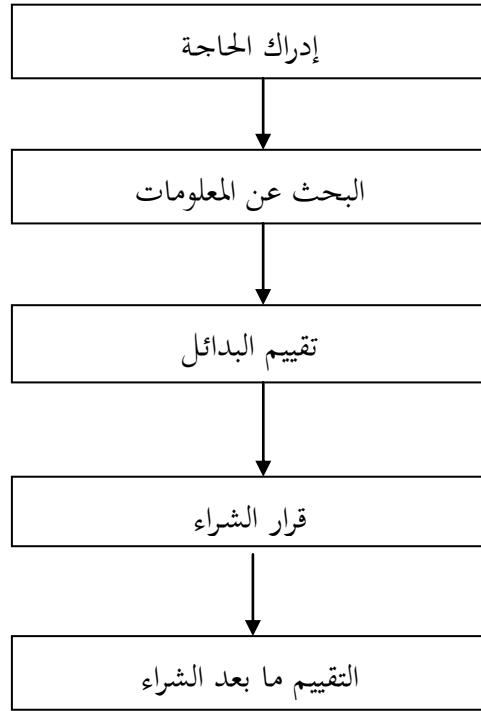 إدراك الحاجة
البحث عن المعلومات
تقييم البدائل
قرار الشراء
التقييم ما بعد الشراء